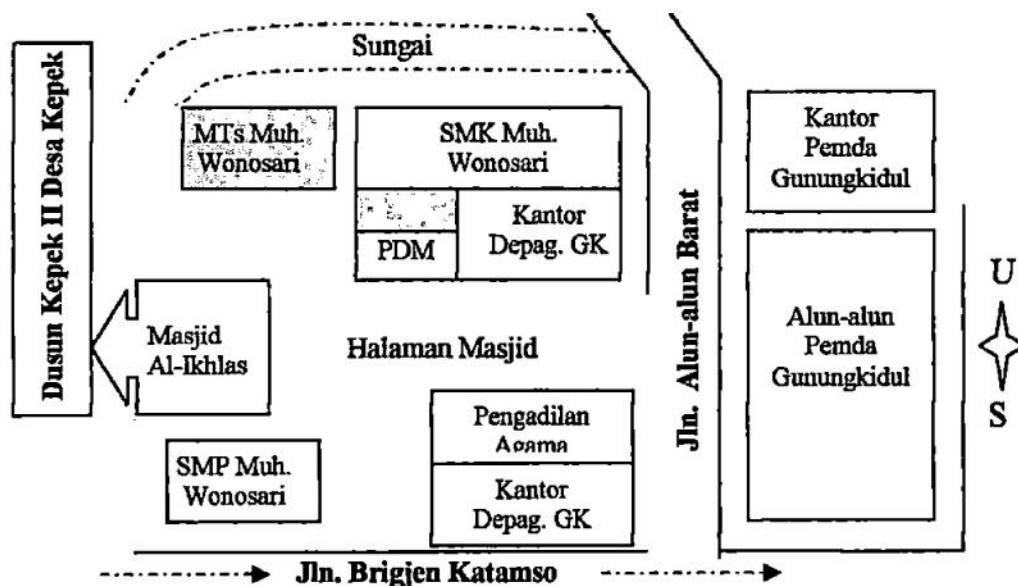 Sungai
Dusun Kepek II Desa Kepek
MTs Muh.
Wonosari
SMK Muh.
Wonosari
Kantor
Pemda
Gunungkidul
PDM
Kantor
Depag. GK
Jln. Alun-alun Barat
Masjid
Al-Ikhlas
Halaman Masjid
Alun-alun
Pemda
Gunungkidul
U
S
Pengadilan
Agama
SMP Muh.
Wonosari
Kantor
Depag. GK
Jln. Brigjen Katamso